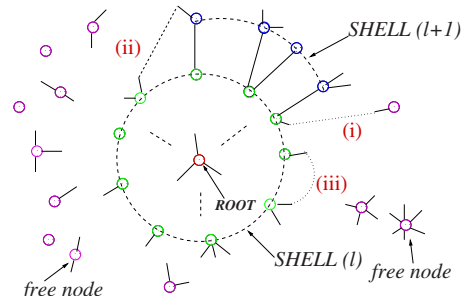 (ii)
SHELL (l+1)
(i)
ROOT
(iii)
SHELL (l)
free node
free node